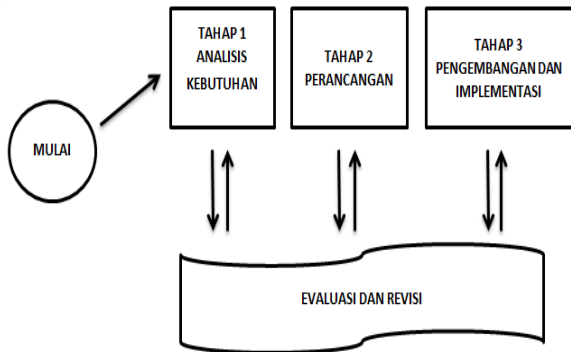 MULAI
TAHAP 1
ANALISIS
KEBUTUHAN
TAHAP 2
PERANCANGAN
TAHAP 3
PENGEMBANGAN DAN
IMPLEMENTASI
EVALUASI DAN REVISI